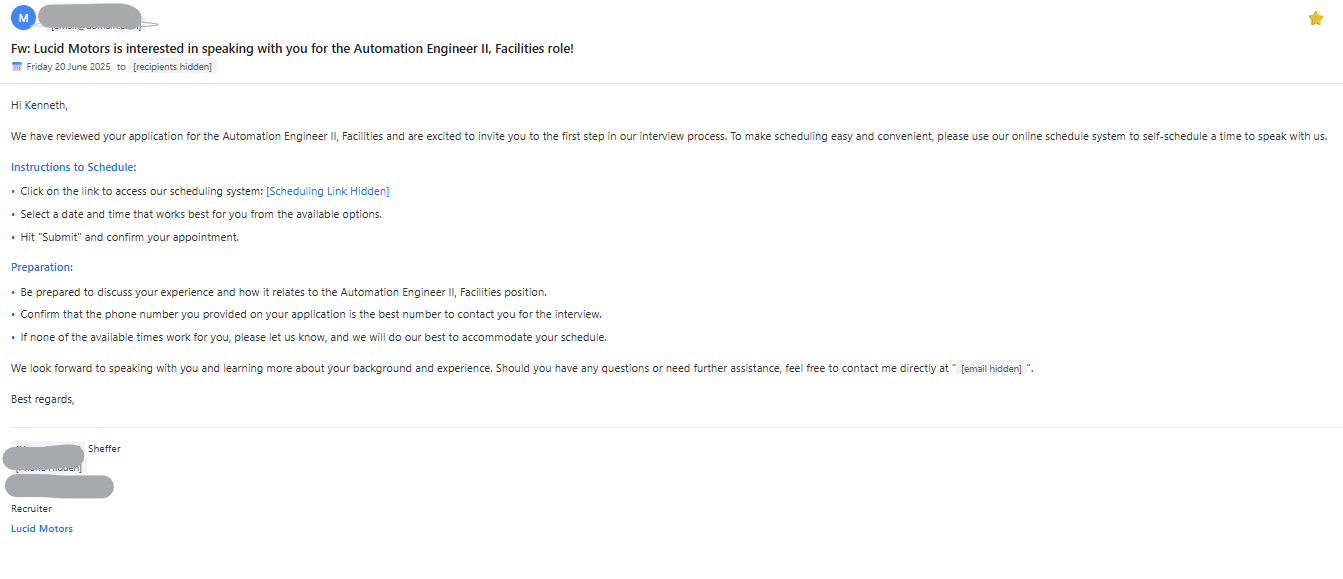 M
Fw: Lucid Motors is interested in speaking with you for the Automation Engineer II, Facilities role!
Friday 20 June 2025 to [recipients hidden]
Hi Kenneth,
We have reviewed your application for the Automation Engineer II, Facilities and are excited to invite you to the first step in our interview process. To make scheduling easy and convenient, please use our online schedule system to self-schedule a time to speak with us.
Instructions to Schedule:
• Click on the link to access our scheduling system: [Scheduling Link Hidden]
• Select a date and time that works best for you from the available options.
• Hit "Submit" and confirm your appointment.
Preparation:
• Be prepared to discuss your experience and how it relates to the Automation Engineer II, Facilities position.
• Confirm that the phone number you provided on your application is the best number to contact you for the interview.
• If none of the available times work for you, please let us know, and we will do our best to accommodate your schedule.
We look forward to speaking with you and learning more about your background and experience. Should you have any questions or need further assistance, feel free to contact me directly at " [email hidden] ".
Best regards,
Sheffer
Recruiter
Lucid Motors